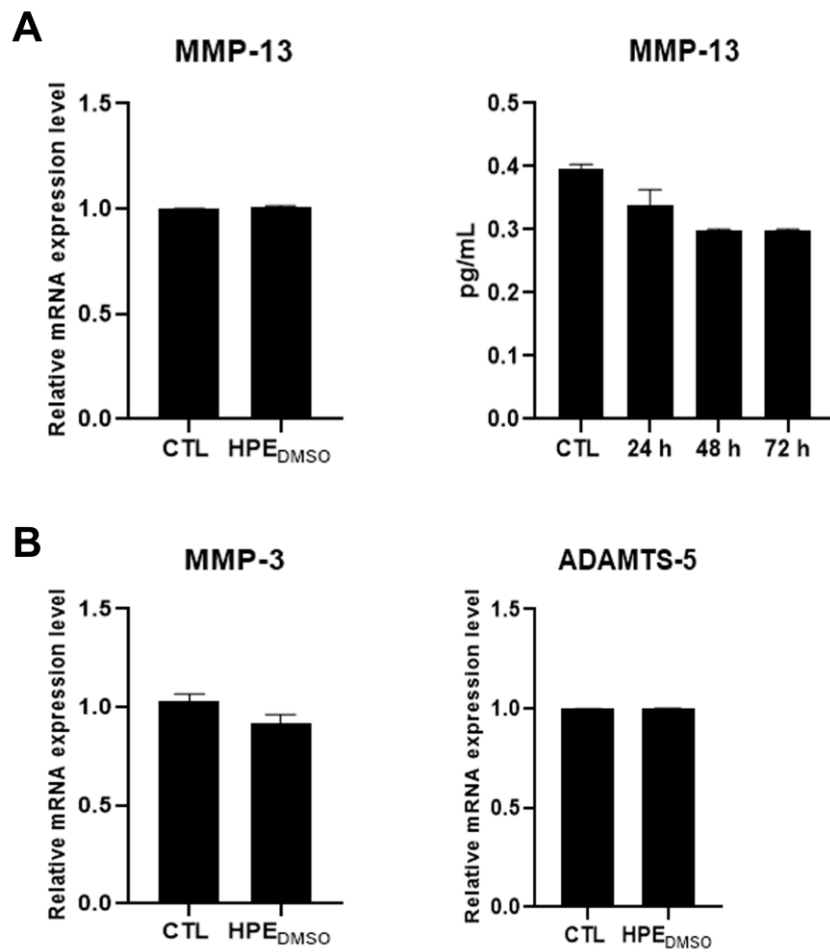 A
MMP-13
Relative mRNA expression level
1.5
1.0
0.5
0.0
CTL HPEDMSO
MMP-13
pg/mL
0.5
0.4
0.3
0.2
0.1
0.0
CTL 24 h 48 h 72 h
B
MMP-3
Relative mRNA expression level
1.5
1.0
0.5
0.0
CTL HPEDMSO
ADAMTS-5
Relative mRNA expression level
1.5
1.0
0.5
0.0
CTL HPEDMSO